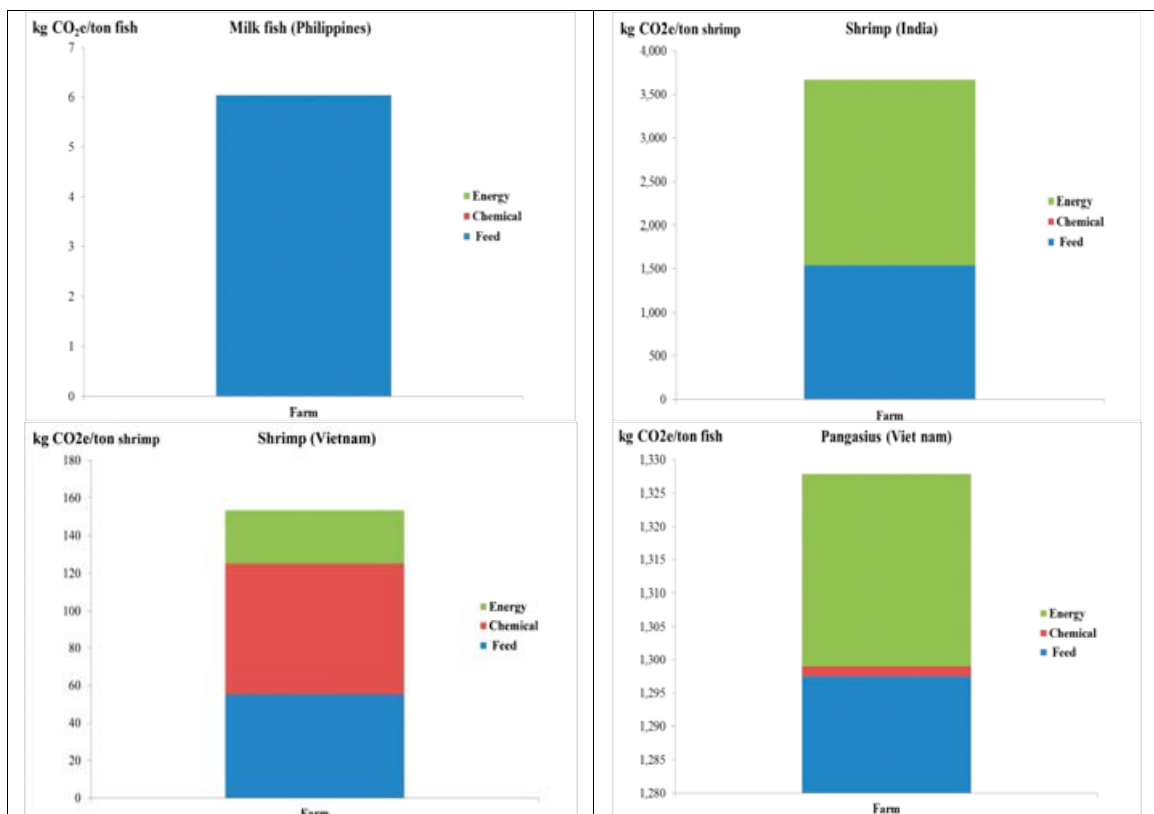 kg CO₂e/ton fish Milk fish (Philippines)
7
6
5
4
3
2
1
0
Energy
Chemical
Feed
Farm
kg CO2e/ton shrimp Shrimp (India)
4,000
3,500
3,000
2,500
2,000
1,500
1,000
500
0
Energy
Chemical
Feed
Farm
kg CO2e/ton shrimp Shrimp (Vietnam)
180
160
140
120
100
80
60
40
20
0
Energy
Chemical
Feed
Farm
kg CO2e/ton fish Pangasius (Viet nam)
1,330
1,325
1,320
1,315
1,310
1,305
1,300
1,295
1,290
1,285
1,280
Energy
Chemical
Feed
Farm